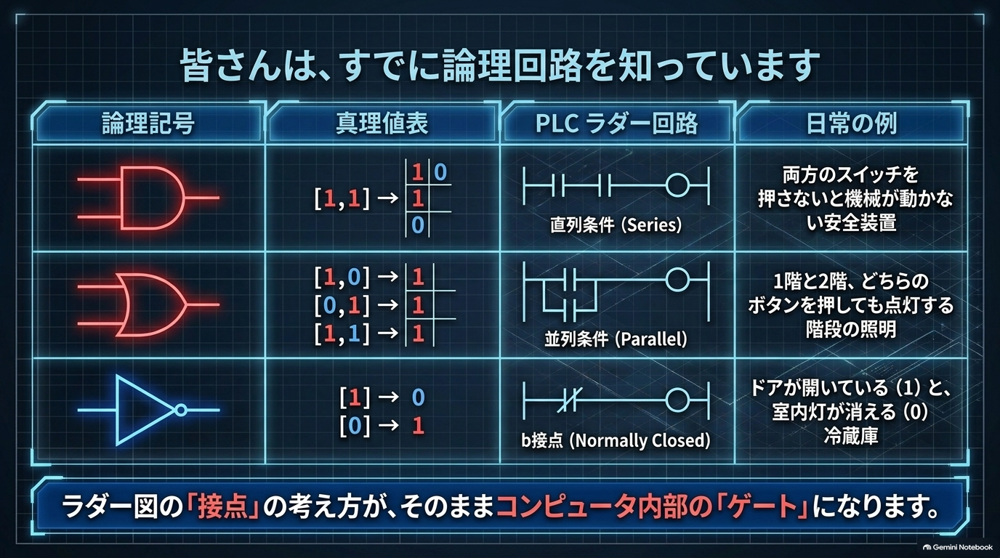 皆さんは、すでに論理回路を知っています
論理記号
真理値表
PLC ラダー回路
日常の例
[1,1] → 1 0
1
0
直列条件 (Series)
両方のスイッチを
押さないと機械が動かな
い安全装置
[1,0] → 1
[0,1] → 1
[1,1] → 1
並列条件 (Parallel)
1階と2階、どちらの
ボタンを押しても点灯する
階段の照明
[1] → 0
[0] → 1
b接点 (Normally Closed)
ドアが開いている (1) と、
室内灯が消える (0)
冷蔵庫
ラダー図の「接点」の考え方が、そのままコンピュータ内部の「ゲート」になります。
Gemini Notebook